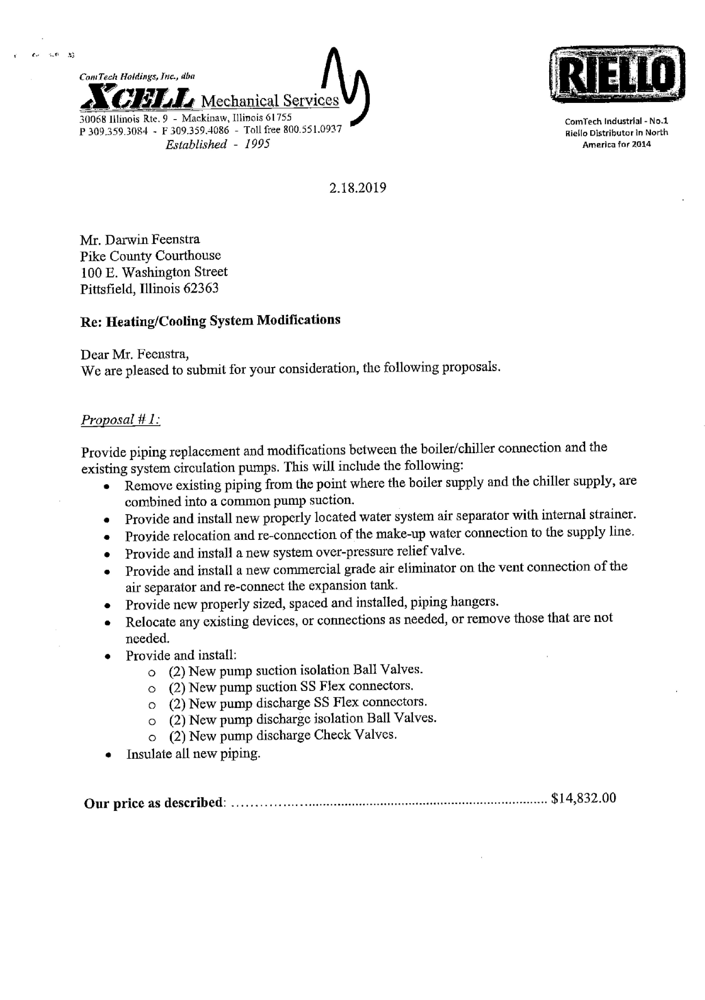 ComTech Holdings, Inc., dba
XCELL Mechanical Services
30068 Illinois Rte. 9 - Mackinaw, Illinois 61755
P 309.359.3084 - F 309.359.4086 - Toll free 800.551.0937
Established - 1995
RIELLO
ComTech Industrial - No.1
Riello Distributor in North
America for 2014
2.18.2019
Mr. Darwin Feenstra
Pike County Courthouse
100 E. Washington Street
Pittsfield, Illinois 62363
Re: Heating/Cooling System Modifications
Dear Mr. Feenstra,
We are pleased to submit for your consideration, the following proposals.
Proposal # 1:
Provide piping replacement and modifications between the boiler/chiller connection and the
existing system circulation pumps. This will include the following:
• Remove existing piping from the point where the boiler supply and the chiller supply, are
combined into a common pump suction.
• Provide and install new properly located water system air separator with internal strainer.
• Provide relocation and re-connection of the make-up water connection to the supply line.
• Provide and install a new system over-pressure relief valve.
• Provide and install a new commercial grade air eliminator on the vent connection of the
air separator and re-connect the expansion tank.
• Provide new properly sized, spaced and installed, piping hangers.
• Relocate any existing devices, or connections as needed, or remove those that are not
needed.
• Provide and install:
o (2) New pump suction isolation Ball Valves.
o (2) New pump suction SS Flex connectors.
o (2) New pump discharge SS Flex connectors.
o (2) New pump discharge isolation Ball Valves.
o (2) New pump discharge Check Valves.
• Insulate all new piping.
Our price as described: ................................................................................ $14,832.00